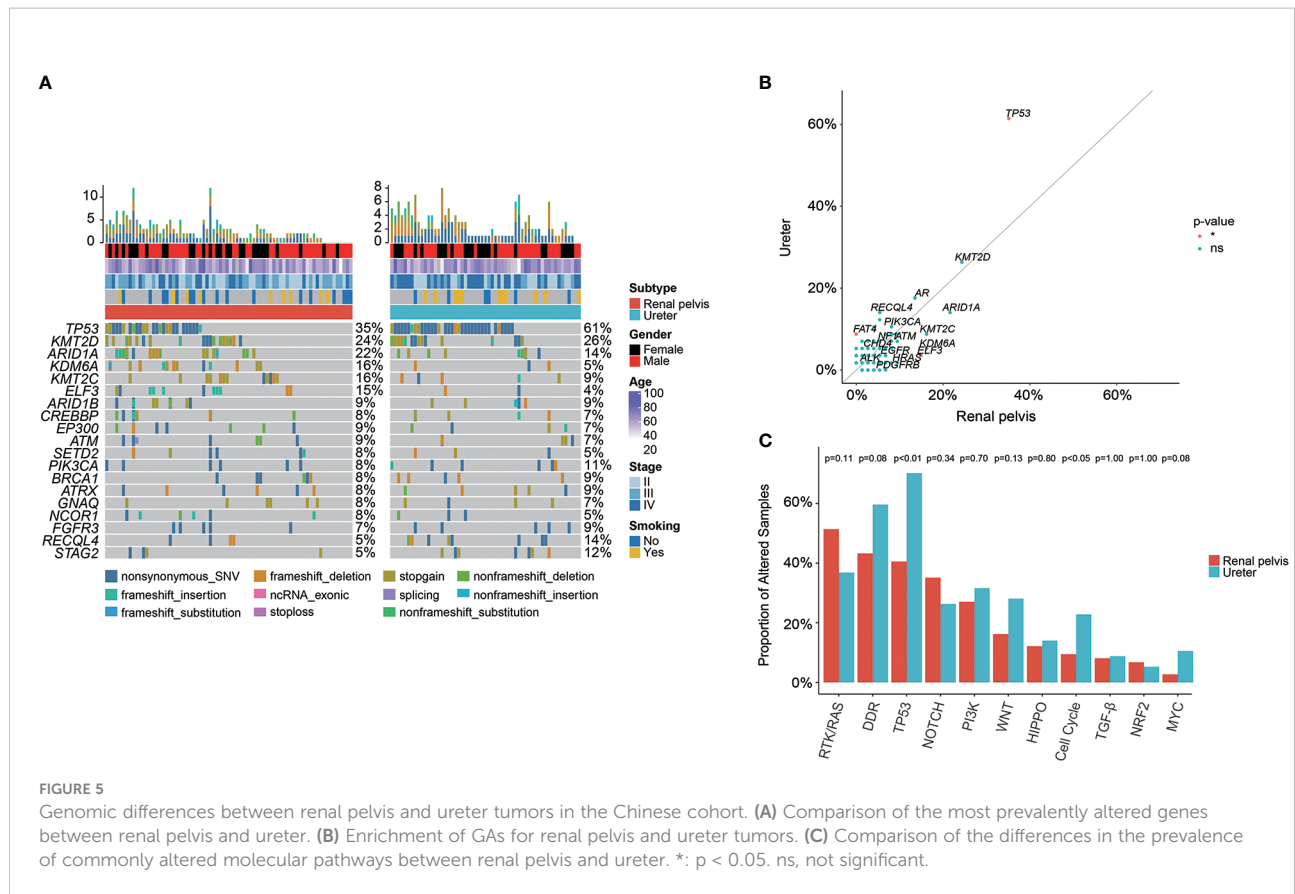 A
10
5
0
8
6
4
2
0
TP53 35% 61%
KMT2D 24% 26%
ARID1A 22% 14%
KDM6A 16% 5%
KMT2C 16% 9%
ELF3 15% 4%
ARID1B 9% 9%
CREBBP 8% 7%
EP300 9% 7%
ATM 9% 7%
SETD2 8% 5%
PIK3CA 8% 11%
BRCA1 8% 9%
ATRX 8% 9%
GNAQ 8% 7%
NCOR1 8% 5%
FGFR3 7% 9%
RECQL4 5% 14%
STAG2 5% 12%
Subtype
Renal pelvis
Ureter
Gender
Female
Male
Age
100
80
60
40
20
Stage
II
III
IV
Smoking
No
Yes
nonsynonymous_SNV frameshift_deletion stopgain nonframeshift_deletion
frameshift_insertion ncRNA_exonic splicing nonframeshift_insertion
frameshift_substitution stoploss nonframeshift_substitution
B
Ureter
60%
40%
20%
0%
TP53
KMT2D
AR
RECQL4 ARID1A
PIK3CA
FAT4 KMT2C
NF1 ATM
CHD4 KDM6A
EGFR ELF3
ALK HRAS
PDGFRB
0% 20% 40% 60%
Renal pelvis
p-value
*
ns
C
p=0.11 p=0.08 p<0.01 p=0.34 p=0.70 p=0.13 p=0.80 p<0.05 p=1.00 p=1.00 p=0.08
Proportion of Altered Samples
60%
40%
20%
0%
RTK/RAS DDR TP53 NOTCH PI3K WNT HIPPO Cell Cycle TGF-β NRF2 MYC
Renal pelvis
Ureter
FIGURE 5
Genomic differences between renal pelvis and ureter tumors in the Chinese cohort. (A) Comparison of the most prevalently altered genes
between renal pelvis and ureter. (B) Enrichment of GAs for renal pelvis and ureter tumors. (C) Comparison of the differences in the prevalence
of commonly altered molecular pathways between renal pelvis and ureter. *: p < 0.05. ns, not significant.